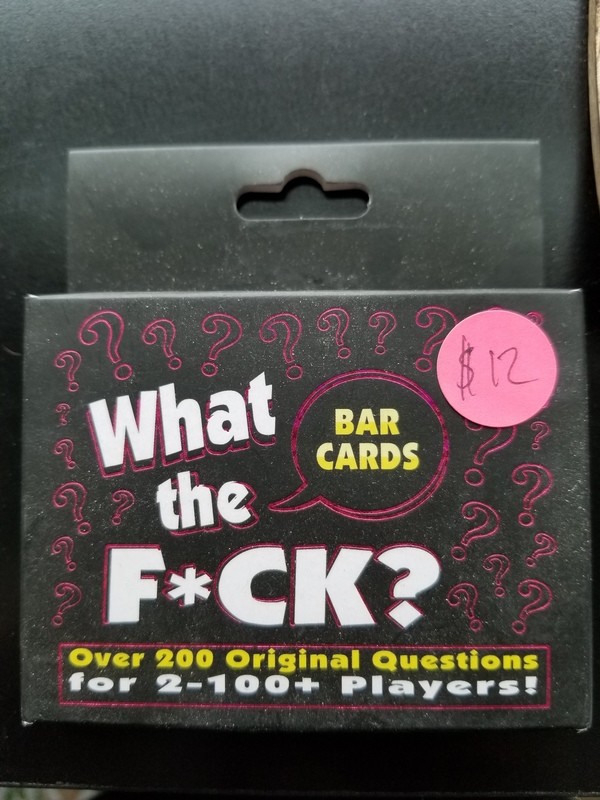 $12
What
BAR
CARDS
the
F*CK?
Over 200 Original Questions
for 2-100+ Players!